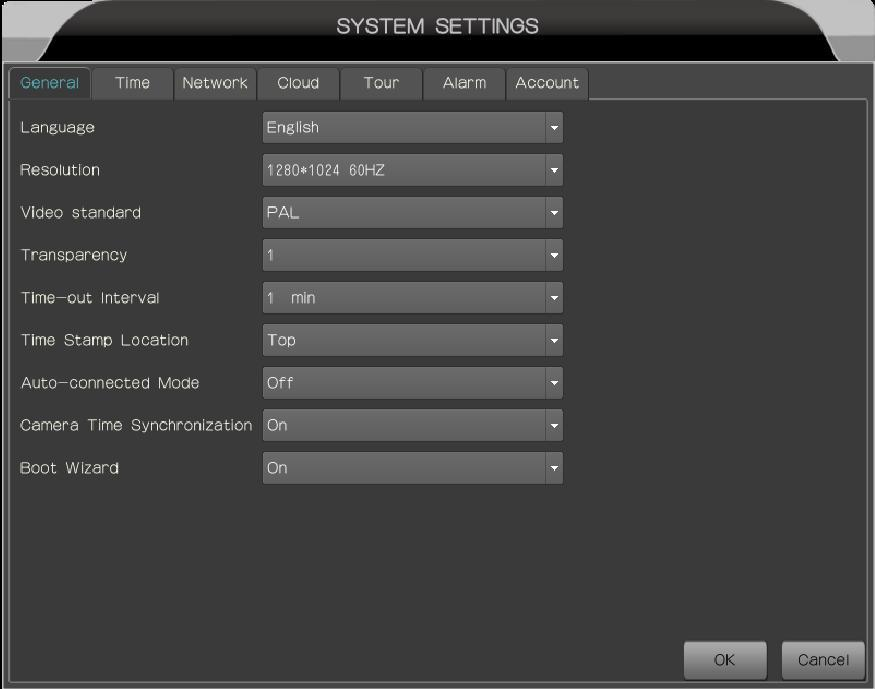 SYSTEM SETTINGS
General Time Network Cloud Tour Alarm Account
Language English
Resolution 1280*1024 60HZ
Video standard PAL
Transparency 1
Time-out Interval 1 min
Time Stamp Location Top
Auto-connected Mode Off
Camera Time Synchronization On
Boot Wizard On
OK Cancel